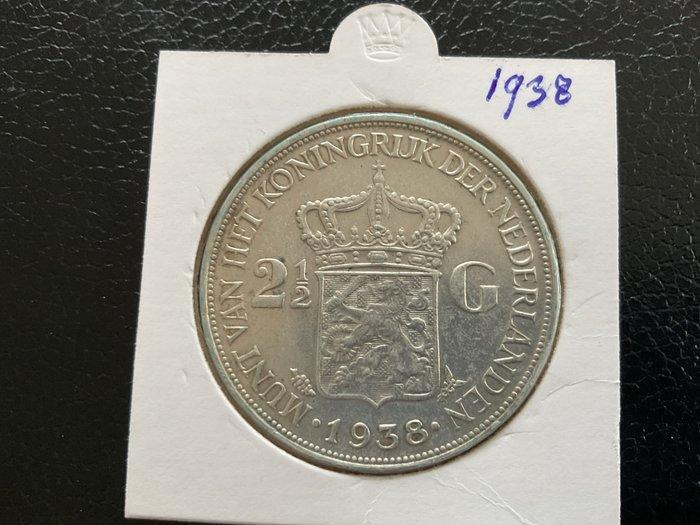 1938
MUNT VAN HET KONINGRIJK DER NEDERLANDEN
2½ G
·1938·